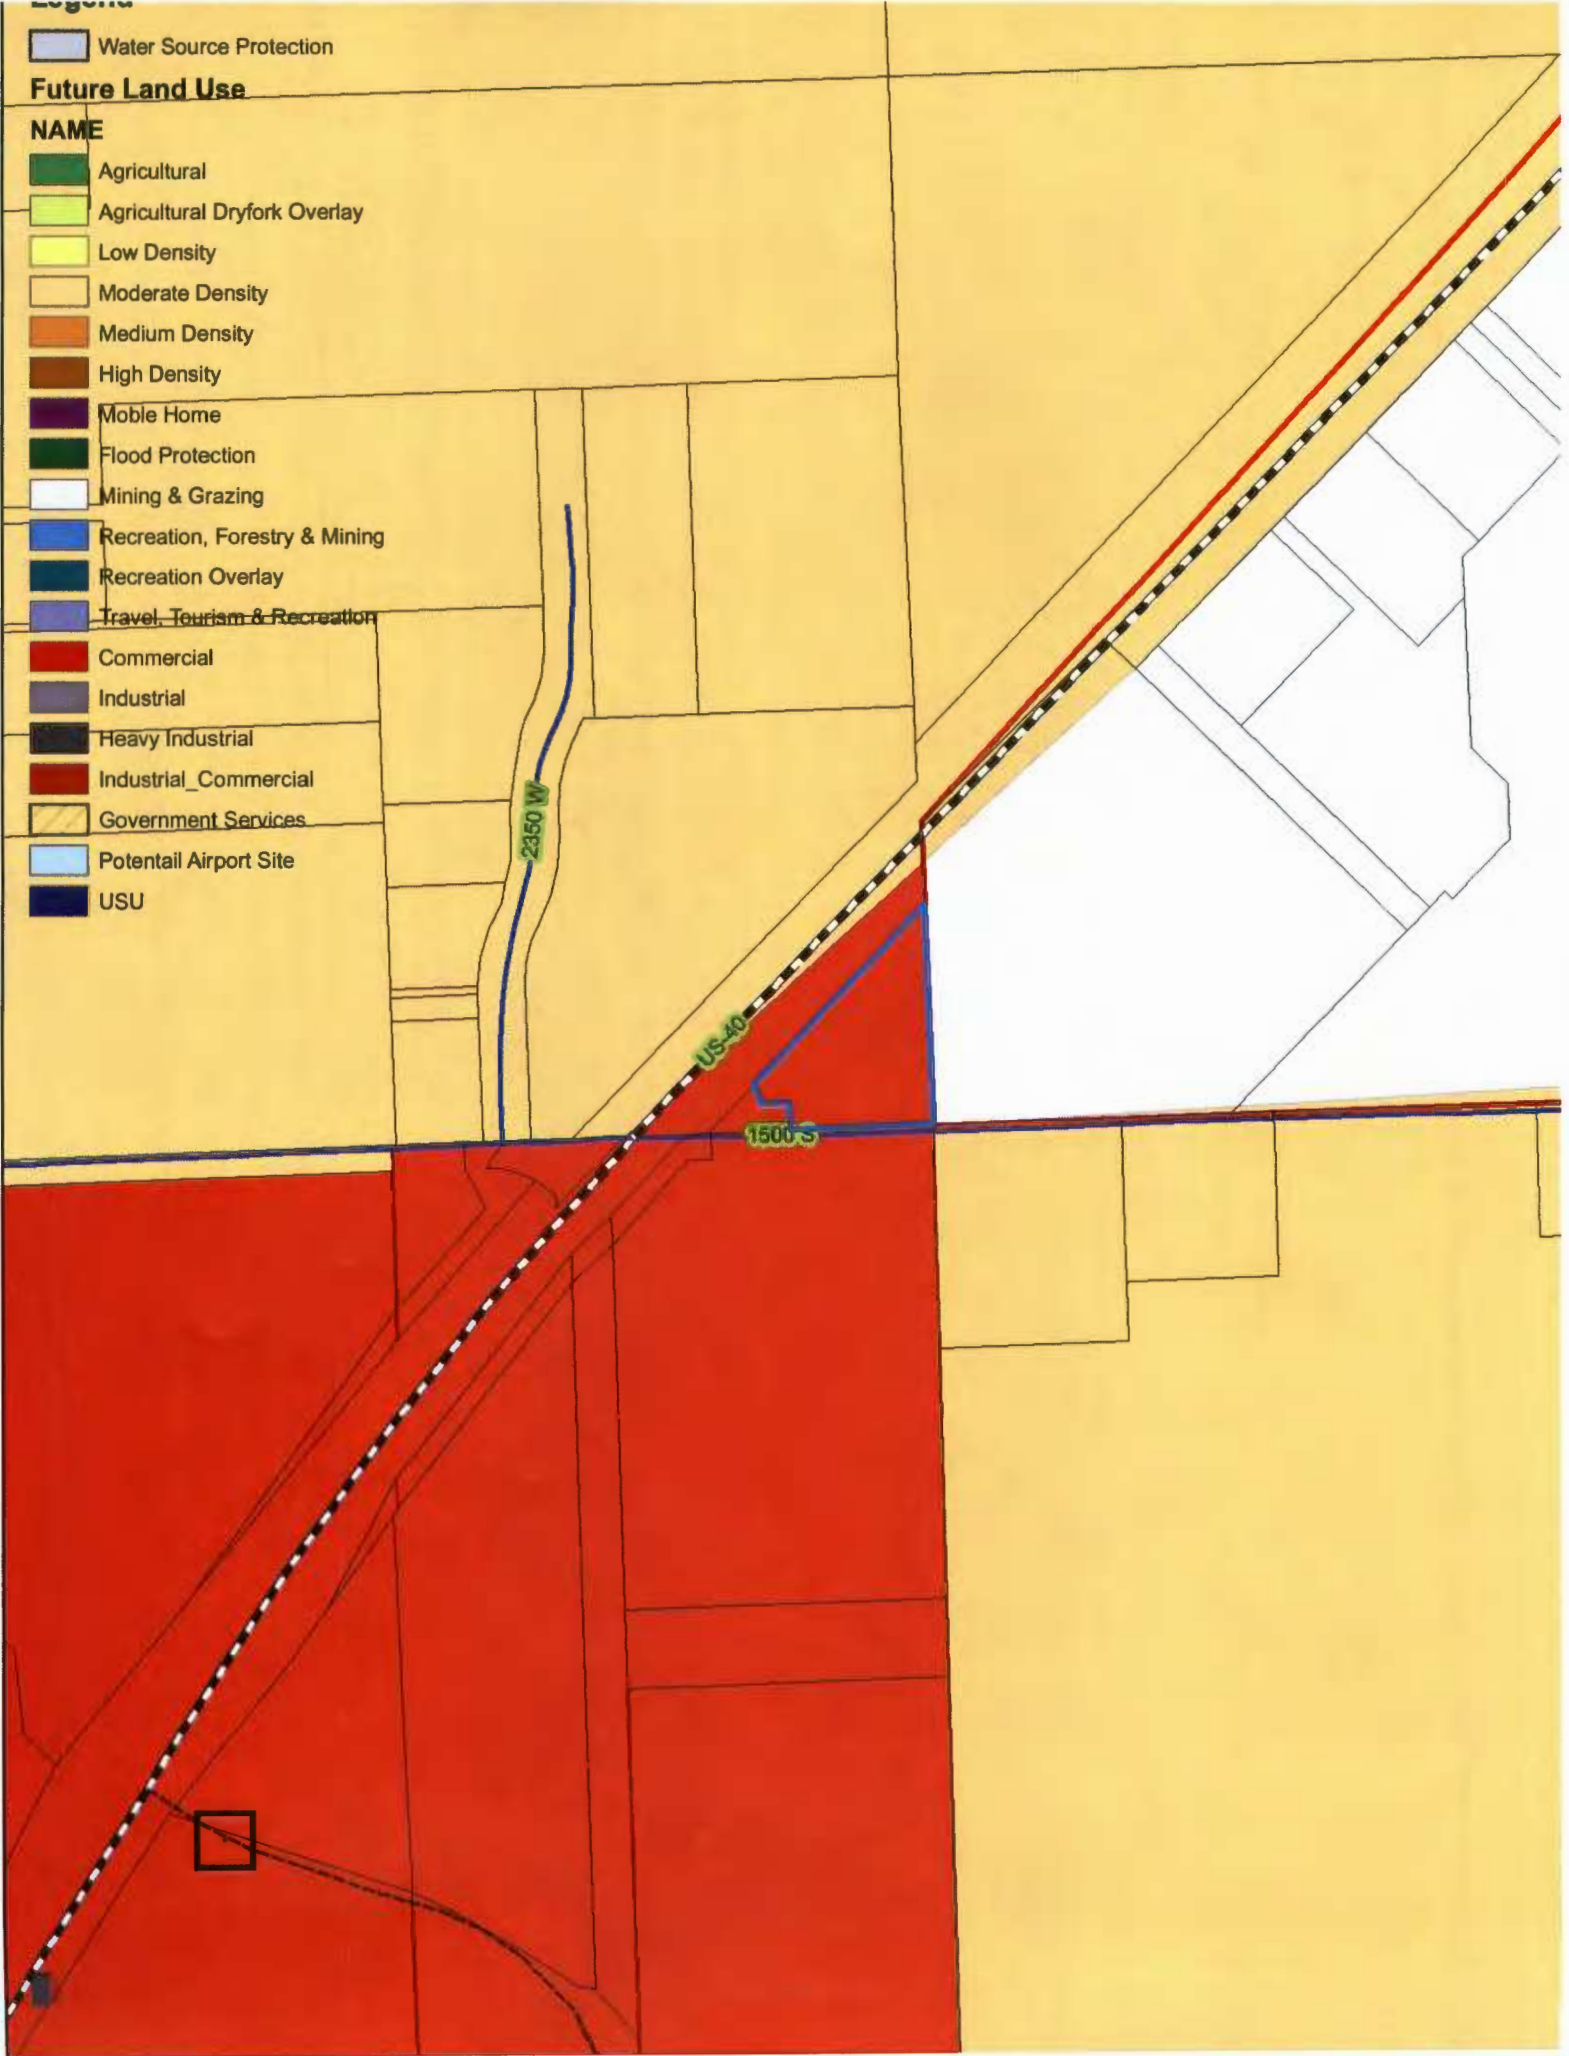 Legend
Water Source Protection
Future Land Use
NAME
Agricultural
Agricultural Dryfork Overlay
Low Density
Moderate Density
Medium Density
High Density
Moble Home
Flood Protection
Mining & Grazing
Recreation, Forestry & Mining
Recreation Overlay
Travel, Tourism & Recreation
Commercial
Industrial
Heavy Industrial
Industrial_Commercial
Government Services
Potentail Airport Site
USU
2350 W
US-40
1500 S